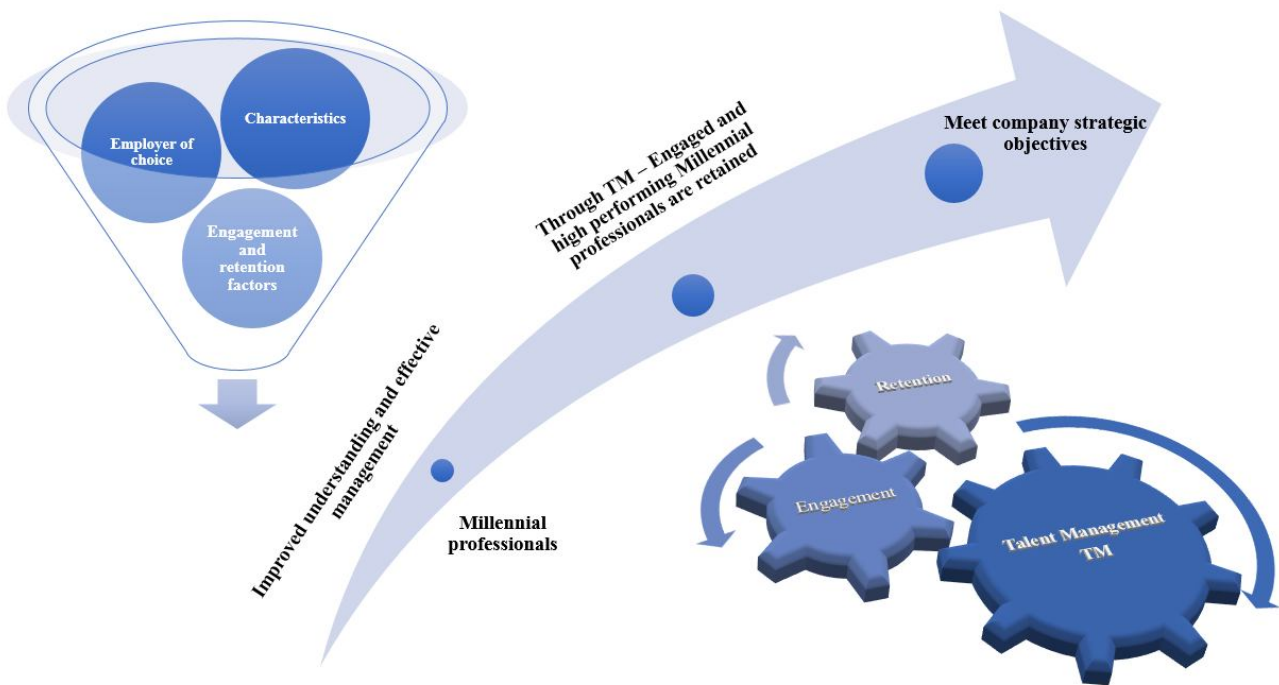 Employer of
choice
Characteristics
Engagement
and
retention
factors
Improved understanding and effective
management
Millennial
professionals
Through TM – Engaged and
high performing Millennial
professionals are retained
Meet company strategic
objectives
Retention
Engagement
Talent Management
TM